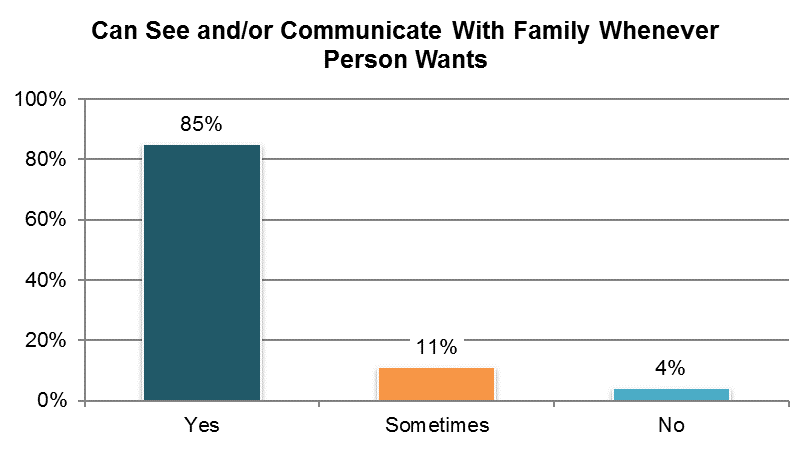 Can See and/or Communicate With Family Whenever
Person Wants
100%
85%
80%
60%
40%
20%
11%
4%
0%
Yes
Sometimes
No